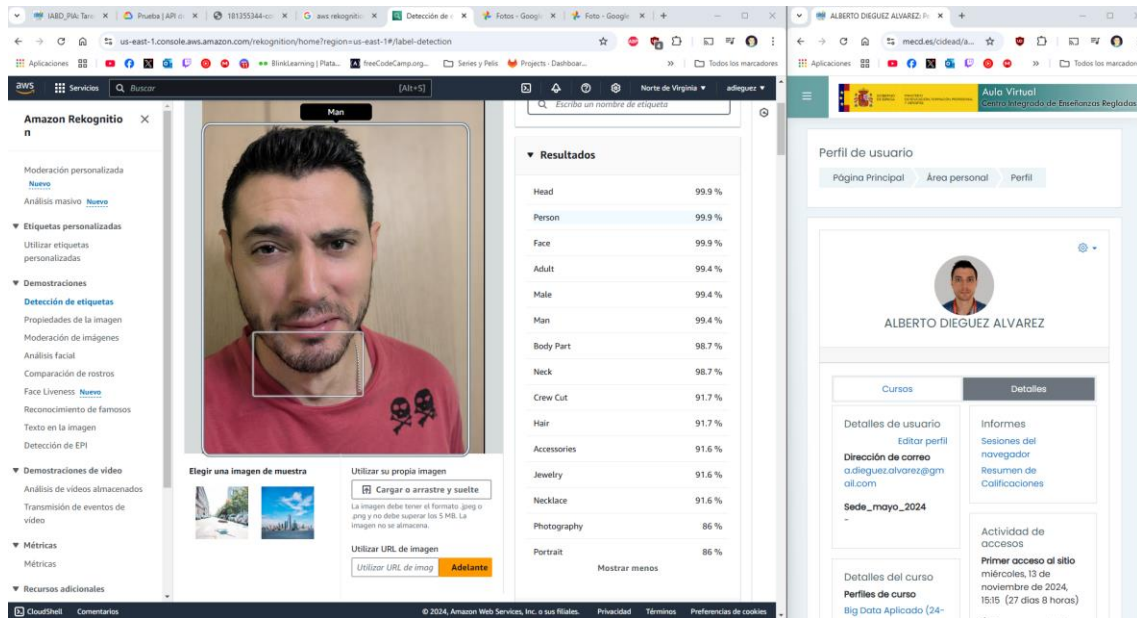 IABD_PIA: Tare
Prueba | API
181355344-co
aws rekognitio
Detección de e
Fotos - Google
Foto - Google
us-east-1.console.aws.amazon.com/rekognition/home?region=us-east-1#/label-detection
Aplicaciones
BlinkLearning | Plata...
freeCodeCamp.org...
Series y Pelis
Projects - Dashboar...
»
Todos los marcadores
aws
Servicios
Buscar
[Alt+S]
Norte de Virginia
adieguez
Amazon Rekognitio
n
Moderación personalizada
Nuevo
Análisis masivo Nuevo
Etiquetas personalizadas
Utilizar etiquetas
personalizadas
Demostraciones
Detección de etiquetas
Propiedades de la imagen
Moderación de imágenes
Análisis facial
Comparación de rostros
Face Liveness Nuevo
Reconocimiento de famosos
Texto en la imagen
Detección de EPI
Demostraciones de video
Análisis de vídeos almacenados
Transmisión de eventos de
vídeo
Métricas
Métricas
Recursos adicionales
Man
Elegir una imagen de muestra
Utilizar su propia imagen
Cargar o arrastre y suelte
La imagen debe tener el formato .jpeg o
.png y no debe superar los 5 MB. La
imagen no se almacena.
Utilizar URL de imagen
Utilizar URL de imag
Adelante
Escriba un nombre de etiqueta
Resultados
Head 99.9 %
Person 99.9 %
Face 99.9 %
Adult 99.4 %
Male 99.4 %
Man 99.4 %
Body Part 98.7 %
Neck 98.7 %
Crew Cut 91.7 %
Hair 91.7 %
Accessories 91.6 %
Jewelry 91.6 %
Necklace 91.6 %
Photography 86 %
Portrait 86 %
Mostrar menos
CloudShell
Comentarios
© 2024, Amazon Web Services, Inc. o sus filiales.
Privacidad
Términos
Preferencias de cookies
ALBERTO DIEGUEZ ALVAREZ: Pe
mecd.es/cidead/a...
Aplicaciones
»
Todos los marcadores
Aula Virtual
Centro Integrado de Enseñanzas Regladas
Perfil de usuario
Página Principal
Área personal
Perfil
ALBERTO DIEGUEZ ALVAREZ
Cursos
Detalles
Detalles de usuario
Editar perfil
Dirección de correo
a.dieguez.alvarez@gm
ail.com
Sede_mayo_2024
-
Detalles del curso
Perfiles de curso
Big Data Aplicado (24-
Informes
Sesiones del
navegador
Resumen de
Calificaciones
Actividad de
accesos
Primer acceso al sitio
miércoles, 13 de
noviembre de 2024,
15:15 (27 días 8 horas)